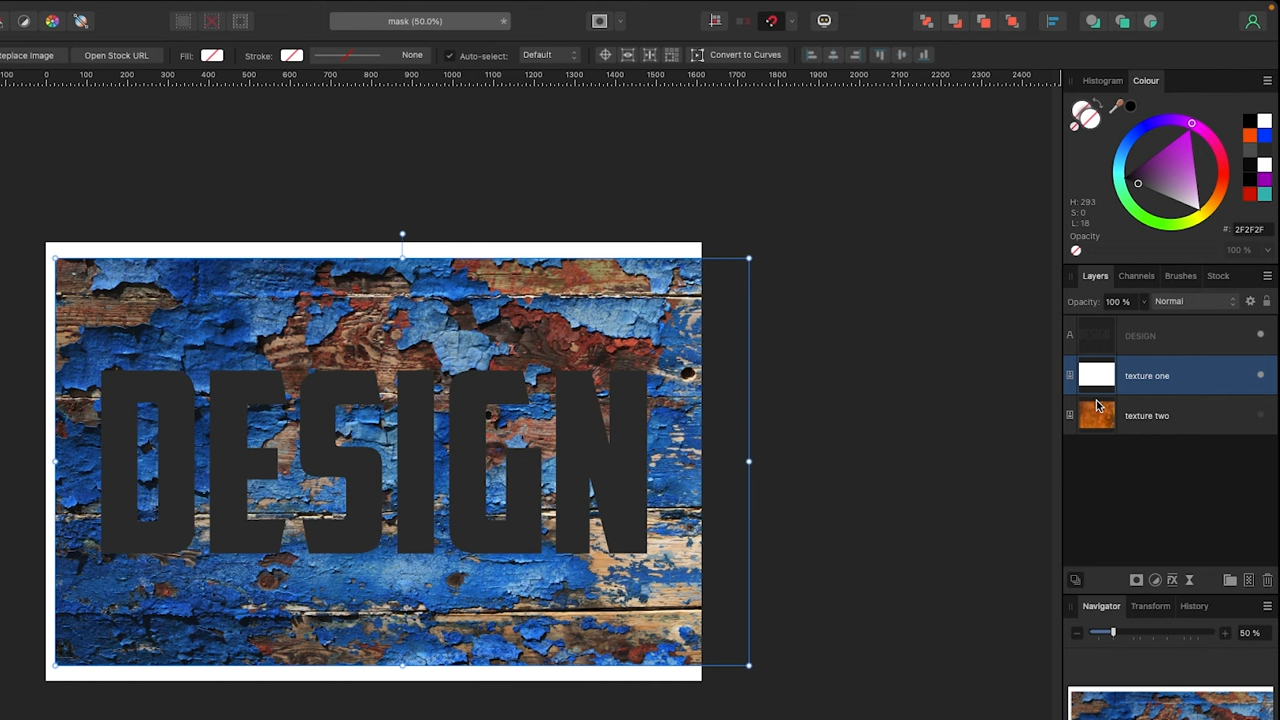 mask (50.0%)
eplace Image
Open Stock URL
Fill:
Stroke:
None
Auto-select:
Default
Convert to Curves
100 0 100 200 300 400 500 600 700 800 900 1000 1100 1200 1300 1400 1500 1600 1700 1800 1900 2000 2100 2200 2300 2400
Histogram
Colour
H: 293
S: 0
L: 18
#: 2F2F2F
Opacity
100 %
Layers
Channels
Brushes
Stock
Opacity: 100 %
Normal
A
DESIGN
texture one
texture two
DESIGN
Navigator
Transform
History
50 %